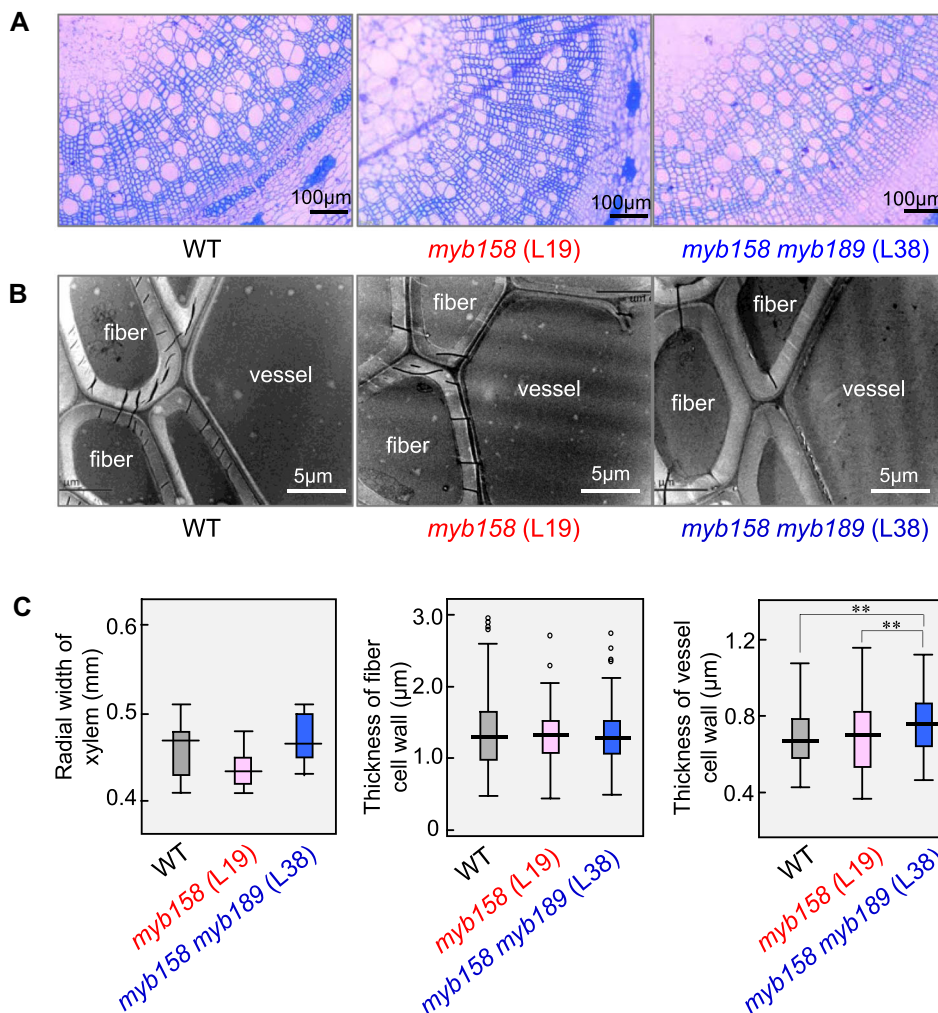 A
100μm
100μm
100μm
WT
myb158 (L19)
myb158 myb189 (L38)
B
fiber
fiber
vessel
5μm
fiber
fiber
vessel
5μm
fiber
fiber
vessel
5μm
WT
myb158 (L19)
myb158 myb189 (L38)
C
Radial width of
xylem (mm)
0.6
0.5
0.4
WT
myb158 (L19)
myb158 myb189 (L38)
Thickness of fiber
cell wall (μm)
3.0
2.0
1.0
0
WT
myb158 (L19)
myb158 myb189 (L38)
Thickness of vessel
cell wall (μm)
1.2
0.8
0.4
**
**
WT
myb158 (L19)
myb158 myb189 (L38)